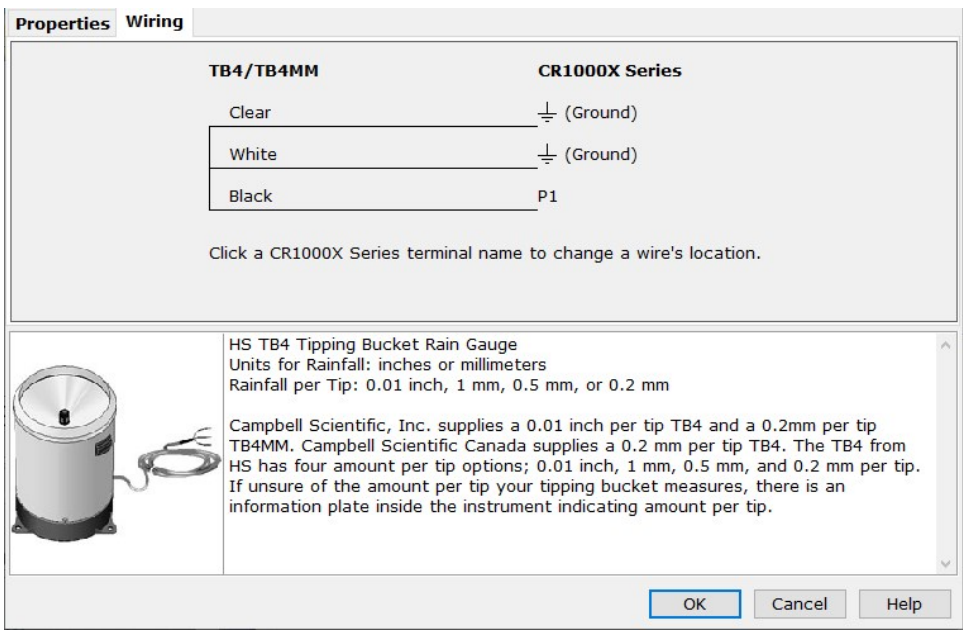 Properties Wiring
TB4/TB4MM CR1000X Series
Clear ⏚ (Ground)
White ⏚ (Ground)
Black P1
Click a CR1000X Series terminal name to change a wire's location.
HS TB4 Tipping Bucket Rain Gauge
Units for Rainfall: inches or millimeters
Rainfall per Tip: 0.01 inch, 1 mm, 0.5 mm, or 0.2 mm
Campbell Scientific, Inc. supplies a 0.01 inch per tip TB4 and a 0.2mm per tip
TB4MM. Campbell Scientific Canada supplies a 0.2 mm per tip TB4. The TB4 from
HS has four amount per tip options; 0.01 inch, 1 mm, 0.5 mm, and 0.2 mm per tip.
If unsure of the amount per tip your tipping bucket measures, there is an
information plate inside the instrument indicating amount per tip.
OK Cancel Help